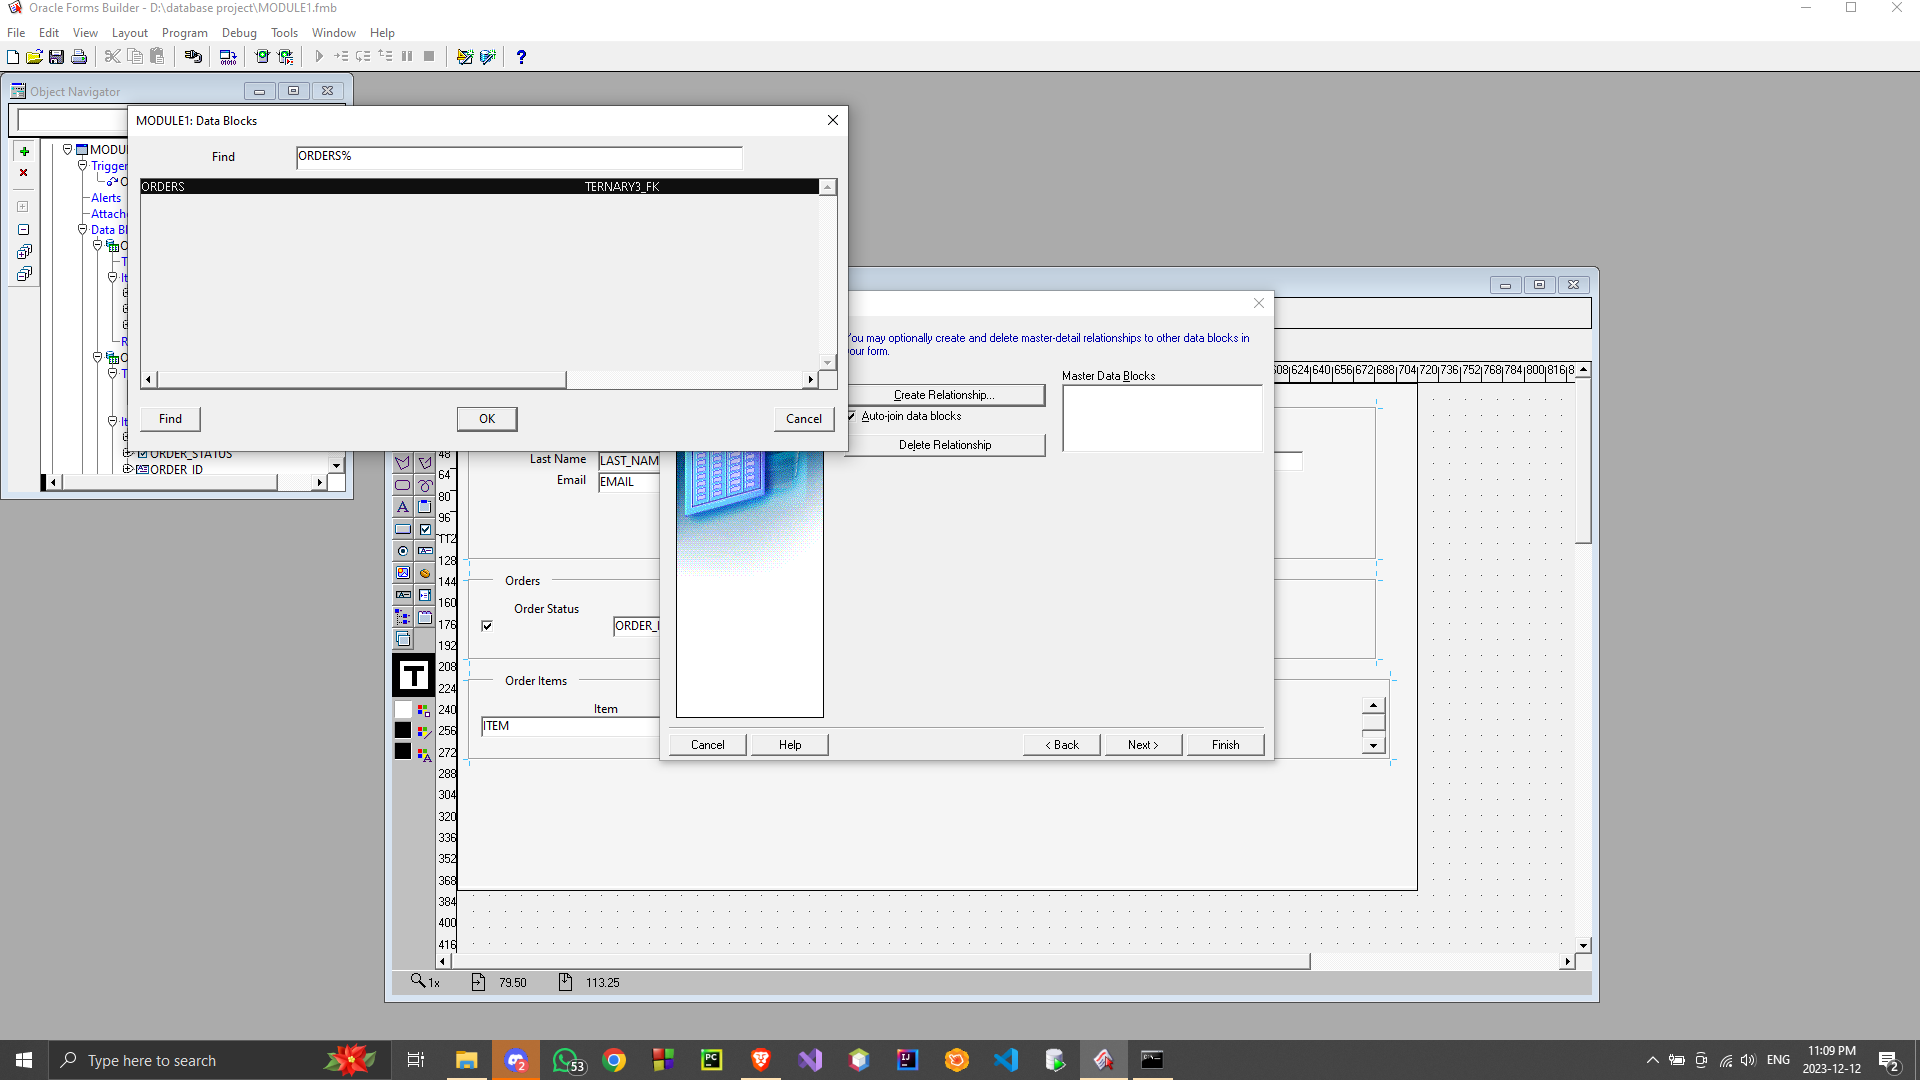 Oracle Forms Builder - D:\database project\MODULE1.fmb
File Edit View Layout Program Debug Tools Window Help
Object Navigator
MODULE1: Data Blocks
Find
ORDERS%
ORDERS TERNARY3_FK
Find OK Cancel
MODU
Trigger
Alerts
Attach
Data Bl
ORDER_STATUS
ORDER_ID
You may optionally create and delete master-detail relationships to other data blocks in
your form.
Create Relationship...
Auto-join data blocks
Delete Relationship
Master Data Blocks
Cancel Help < Back Next > Finish
608 624 640 656 672 688 704 720 736 752 768 784 800 816 8
48
64
80
96
112
128
144
160
176
192
208
224
240
256
272
288
304
320
336
352
368
384
400
416
Last Name LAST_NAM
Email EMAIL
Orders
Order Status
ORDER_I
Order Items
Item
ITEM
1x 79.50 113.25
Type here to search
53
2
PC
IJ
ENG
11:09 PM
2023-12-12
2